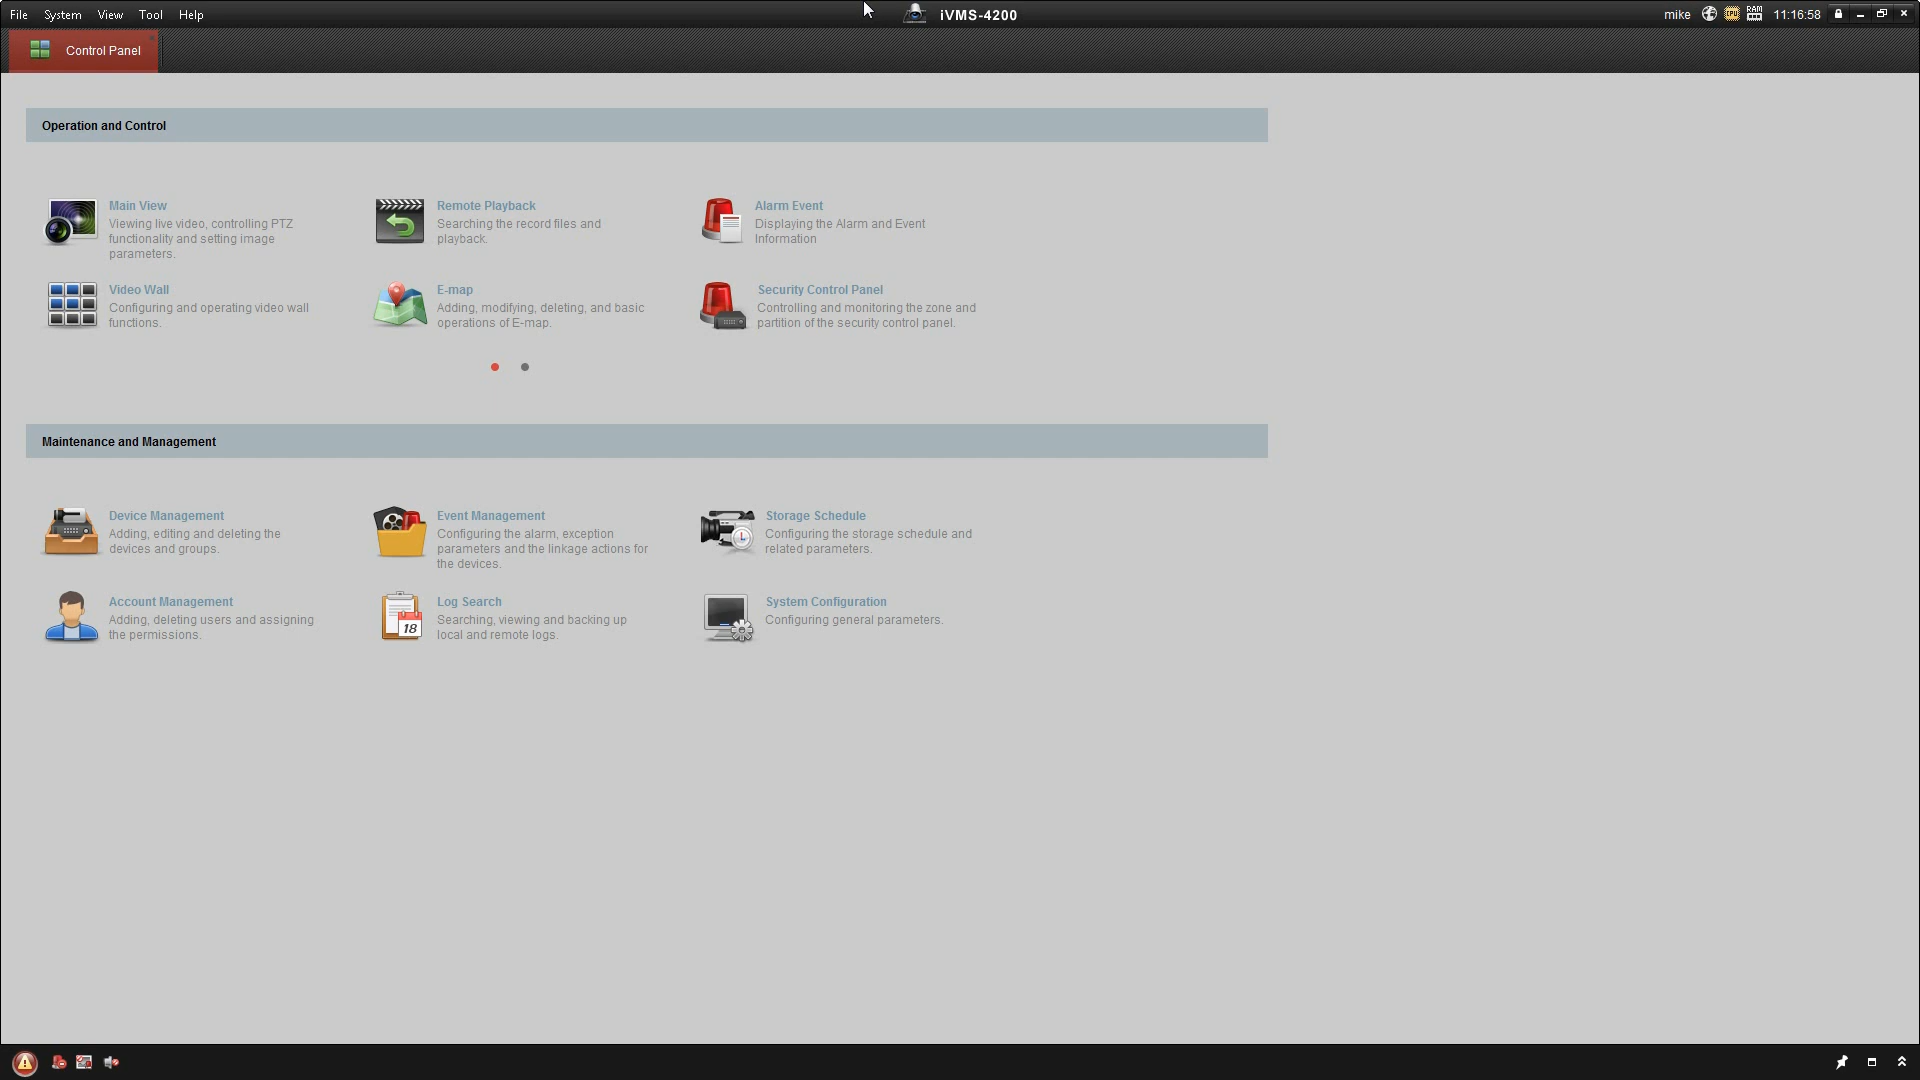 File System View Tool Help
iVMS-4200
mike CPU RAM 11:16:58
Control Panel
Operation and Control
Main View
Viewing live video, controlling PTZ
functionality and setting image
parameters.
Remote Playback
Searching the record files and
playback.
Alarm Event
Displaying the Alarm and Event
Information
Video Wall
Configuring and operating video wall
functions.
E-map
Adding, modifying, deleting, and basic
operations of E-map.
Security Control Panel
Controlling and monitoring the zone and
partition of the security control panel.
Maintenance and Management
Device Management
Adding, editing and deleting the
devices and groups.
Event Management
Configuring the alarm, exception
parameters and the linkage actions for
the devices.
Storage Schedule
Configuring the storage schedule and
related parameters.
Account Management
Adding, deleting users and assigning
the permissions.
18
Log Search
Searching, viewing and backing up
local and remote logs.
System Configuration
Configuring general parameters.